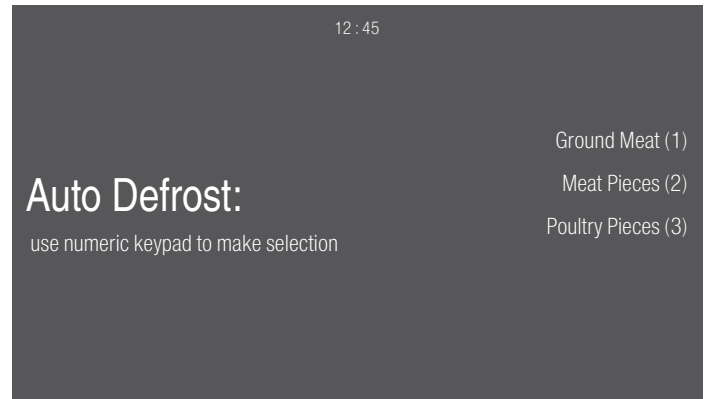 12 : 45
Auto Defrost:
use numeric keypad to make selection
Ground Meat (1)
Meat Pieces (2)
Poultry Pieces (3)